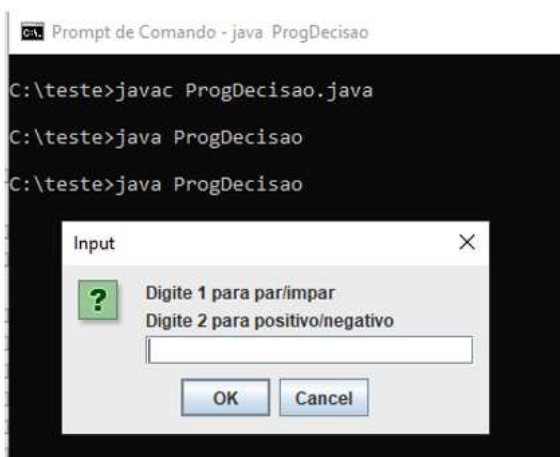 Prompt de Comando - java ProgDecisao
C:\teste>javac ProgDecisao.java
C:\teste>java ProgDecisao
C:\teste>java ProgDecisao
Input
Digite 1 para par/impar
Digite 2 para positivo/negativo
OK
Cancel